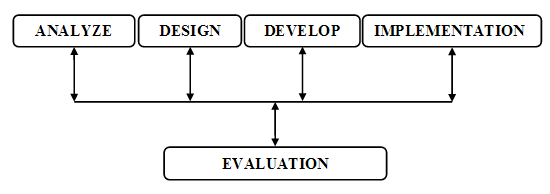 ANALYZE DESIGN DEVELOP IMPLEMENTATION
EVALUATION